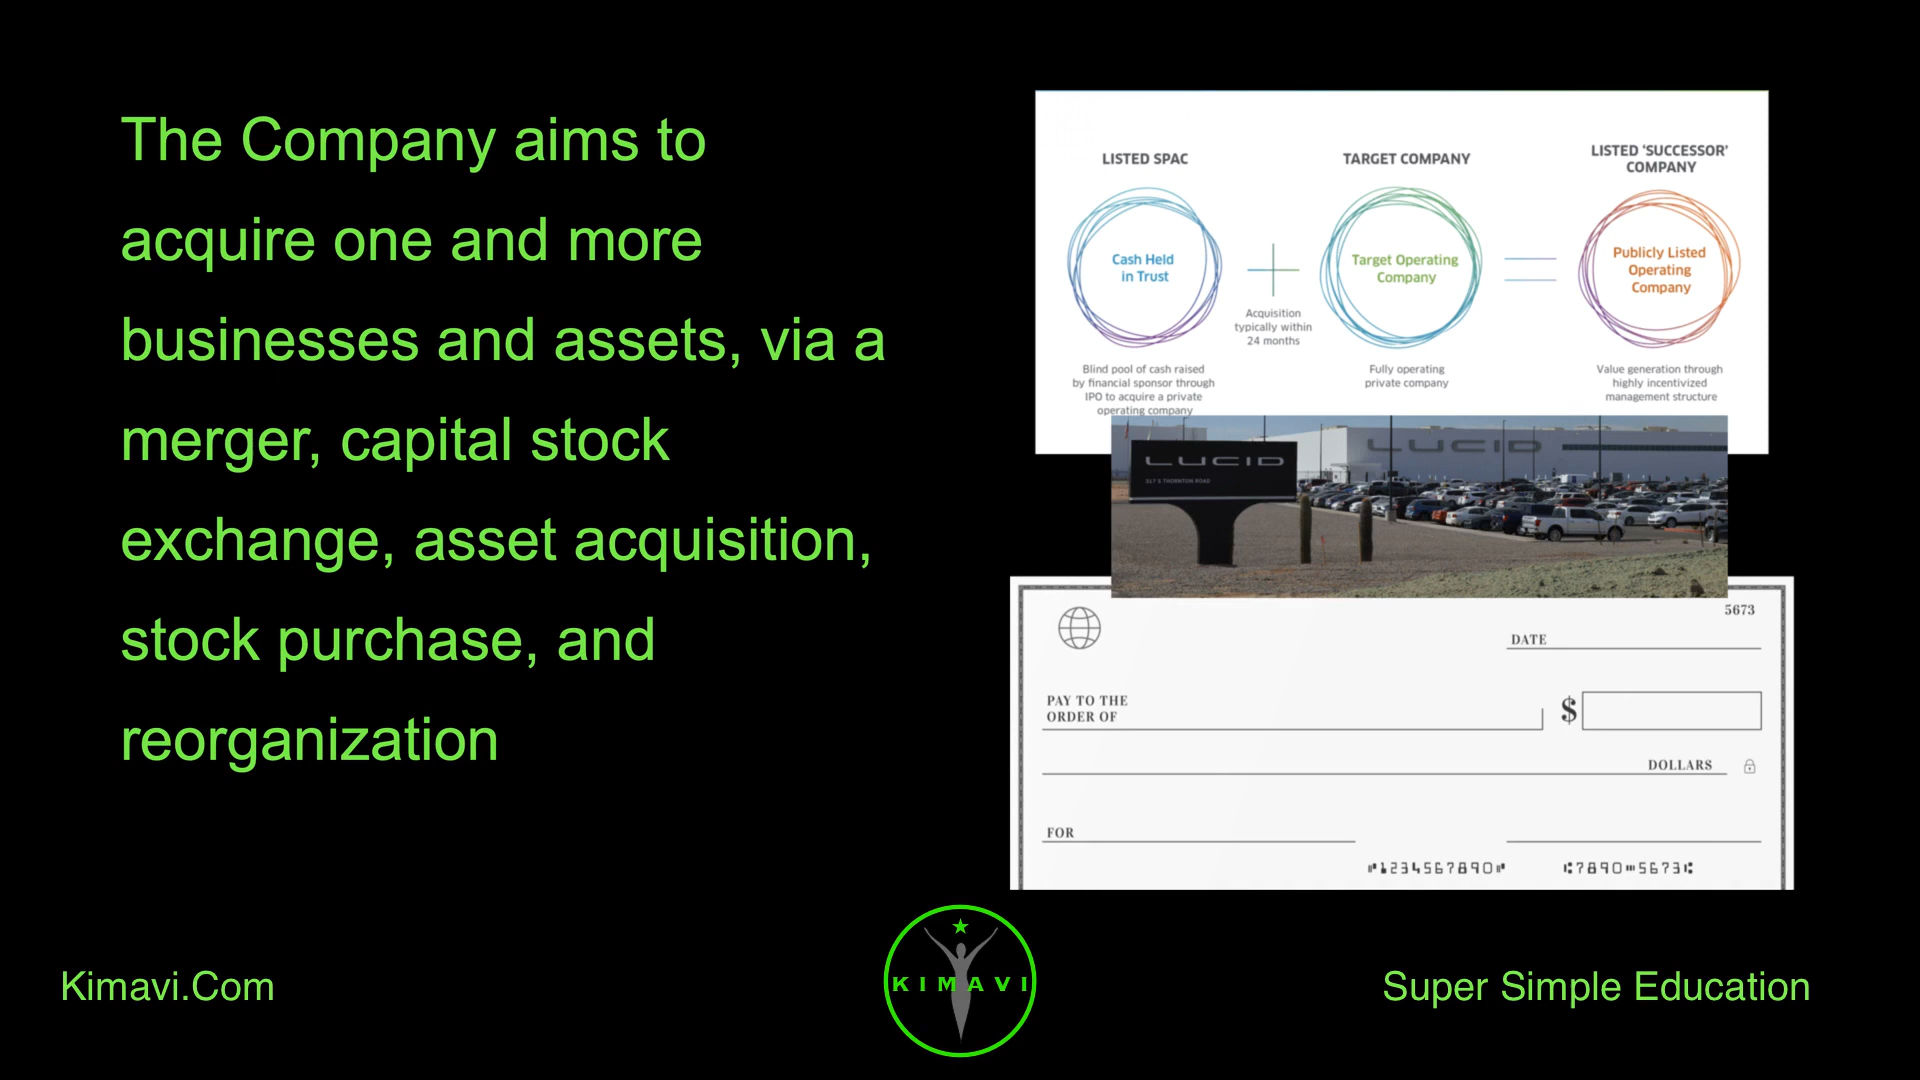 The Company aims to
acquire one and more
businesses and assets, via a
merger, capital stock
exchange, asset acquisition,
stock purchase, and
reorganization
LISTED SPAC
TARGET COMPANY
LISTED ‘SUCCESSOR’
COMPANY
Cash Held
in Trust
Target Operating
Company
Publicly Listed
Operating
Company
Acquisition
typically within
24 months
Blind pool of cash raised
by financial sponsor through
IPO to acquire a private
operating company
Fully operating
private company
Value generation through
highly incentivized
management structure
LUCID
317 S THORNTON ROAD
LUCID
5673
DATE
PAY TO THE
ORDER OF
$
DOLLARS
FOR
⑈1234567890⑈
⑆7890⑉5673⑆
Kimavi.Com
KIMAVI
Super Simple Education